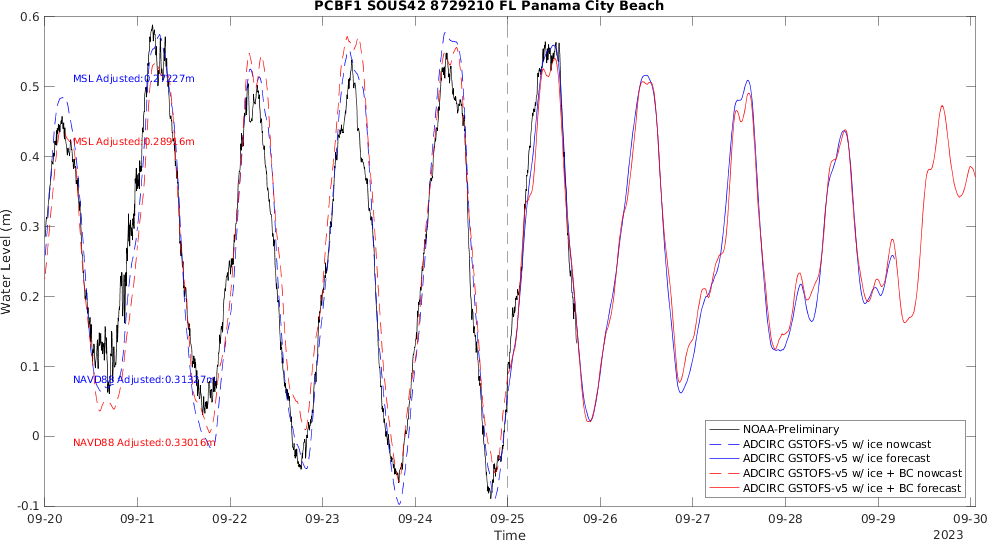 PCBF1 SOUS42 8729210 FL Panama City Beach
0.6
0.5
0.4
0.3
0.2
0.1
0
-0.1
Water Level (m)
MSL Adjusted:0.27227m
MSL Adjusted:0.28916m
NAVD88 Adjusted:0.31327m
NAVD88 Adjusted:0.33016m
NOAA-Preliminary
ADCIRC GSTOFS-v5 w/ ice nowcast
ADCIRC GSTOFS-v5 w/ ice forecast
ADCIRC GSTOFS-v5 w/ ice + BC nowcast
ADCIRC GSTOFS-v5 w/ ice + BC forecast
09-20 09-21 09-22 09-23 09-24 09-25 09-26 09-27 09-28 09-29 09-30
Time
2023